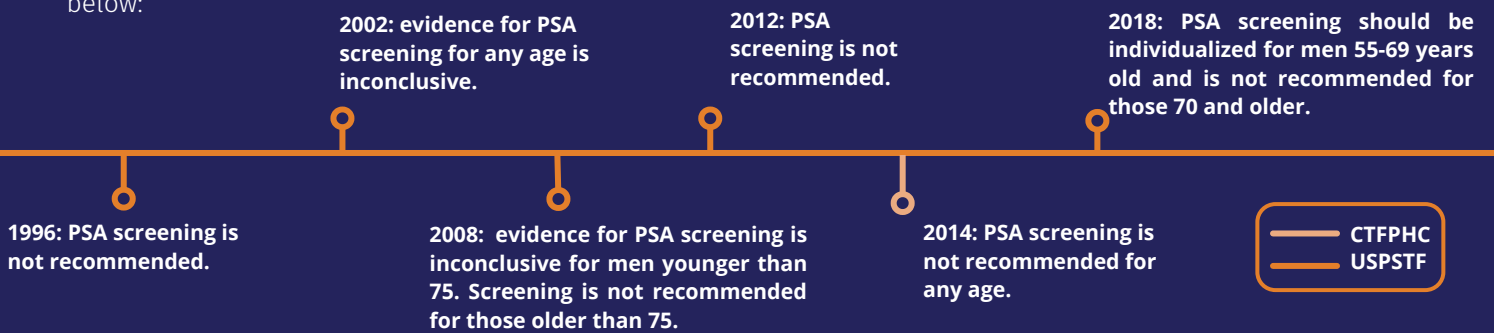 below:
2002: evidence for PSA
screening for any age is
inconclusive.
2012: PSA
screening is not
recommended.
2018: PSA screening should be
individualized for men 55-69 years
old and is not recommended for
those 70 and older.
1996: PSA screening is
not recommended.
2008: evidence for PSA screening is
inconclusive for men younger than
75. Screening is not recommended
for those older than 75.
2014: PSA screening is
not recommended for
any age.
CTFPHC
USPSTF